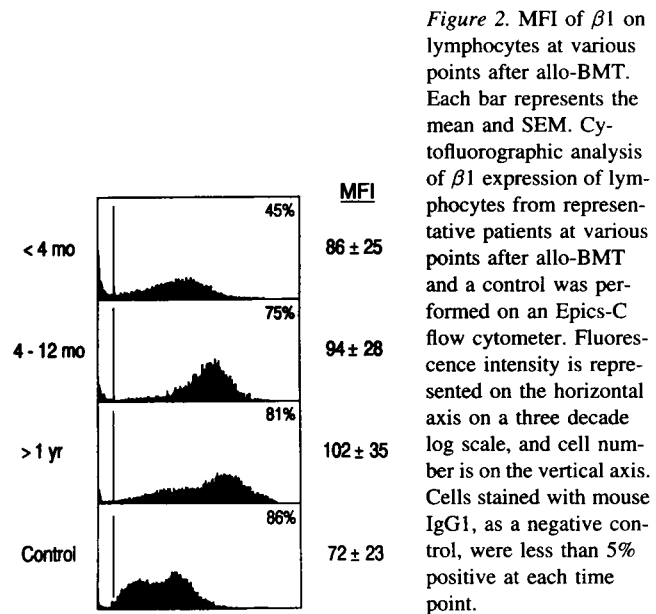 Figure 2. MFI of β1 on
lymphocytes at various
points after allo-BMT.
Each bar represents the
mean and SEM. Cy-
tofluorographic analysis
of β1 expression of lym-
phocytes from represen-
tative patients at various
points after allo-BMT
and a control was per-
formed on an Epics-C
flow cytometer. Fluores-
cence intensity is repre-
sented on the horizontal
axis on a three decade
log scale, and cell num-
ber is on the vertical axis.
Cells stained with mouse
IgG1, as a negative con-
trol, were less than 5%
positive at each time
point.
MFI
< 4 mo 45% 86 ± 25
4 - 12 mo 75% 94 ± 28
> 1 yr 81% 102 ± 35
Control 86% 72 ± 23